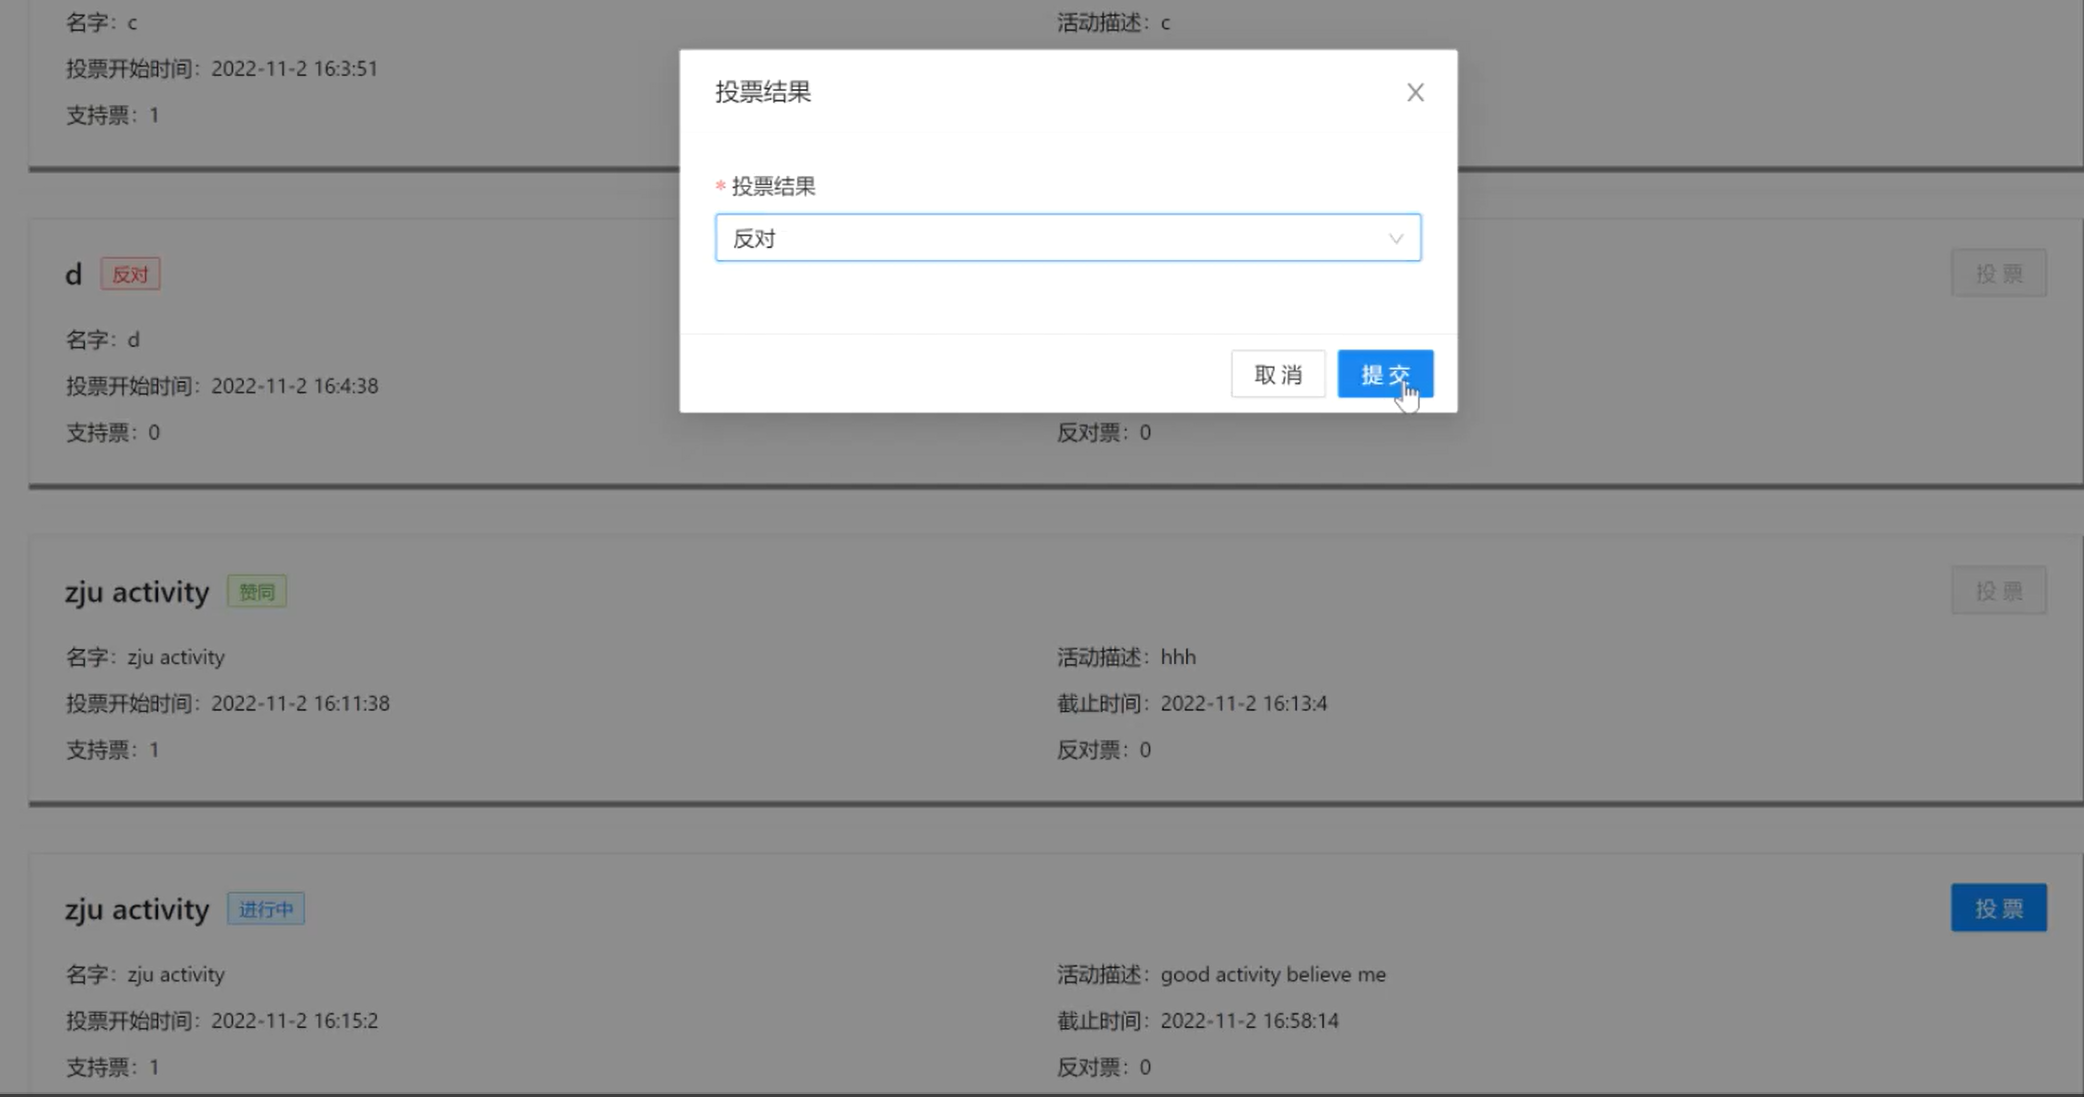 名字：c
活动描述：c
投票开始时间：2022-11-2 16:3:51
支持票：1
投票结果
* 投票结果
反对
取 消
提 交
d 反对
投 票
名字：d
投票开始时间：2022-11-2 16:4:38
支持票：0
反对票：0
zju activity 赞同
投 票
名字：zju activity
活动描述：hhh
投票开始时间：2022-11-2 16:11:38
截止时间：2022-11-2 16:13:4
支持票：1
反对票：0
zju activity 进行中
投 票
名字：zju activity
活动描述：good activity believe me
投票开始时间：2022-11-2 16:15:2
截止时间：2022-11-2 16:58:14
支持票：1
反对票：0